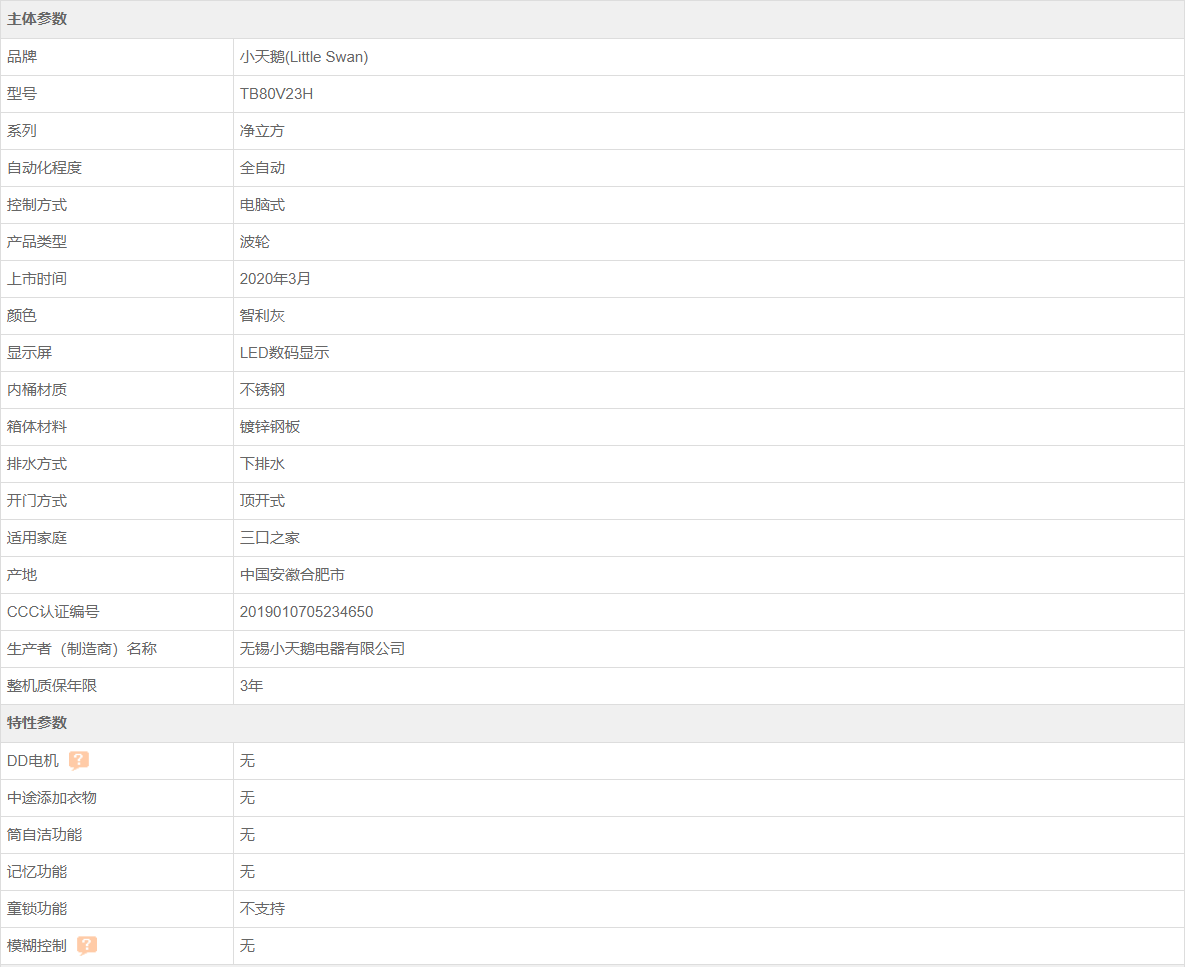 主体参数
品牌 小天鹅(Little Swan)
型号 TB80V23H
系列 净立方
自动化程度 全自动
控制方式 电脑式
产品类型 波轮
上市时间 2020年3月
颜色 智利灰
显示屏 LED数码显示
内桶材质 不锈钢
箱体材料 镀锌钢板
排水方式 下排水
开门方式 顶开式
适用家庭 三口之家
产地 中国安徽合肥市
CCC认证编号 2019010705234650
生产者（制造商）名称 无锡小天鹅电器有限公司
整机质保年限 3年
特性参数
DD电机 ? 无
中途添加衣物 无
筒自洁功能 无
记忆功能 无
童锁功能 不支持
模糊控制 ? 无